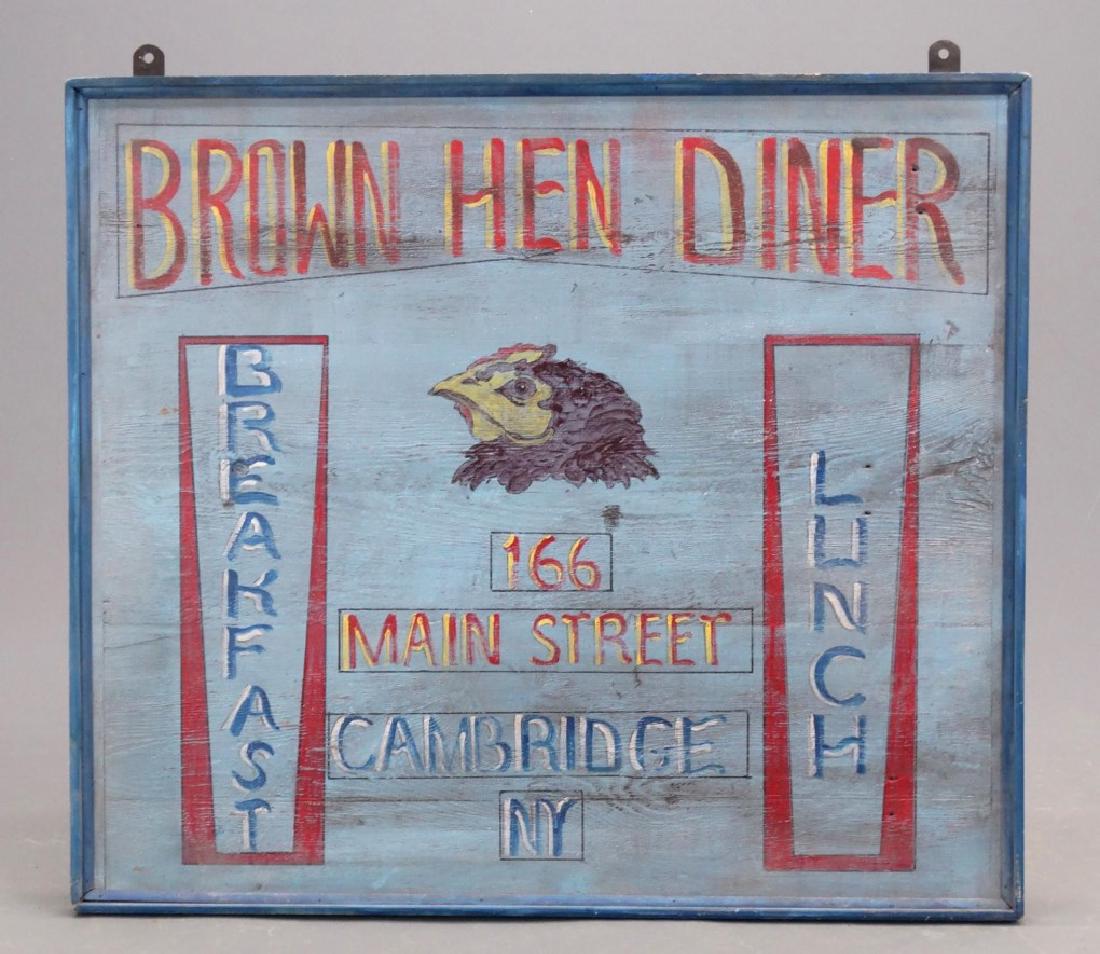 BROWN HEN DINER
BREAKFAST
166
MAIN STREET
CAMBRIDGE
NY
LUNCH